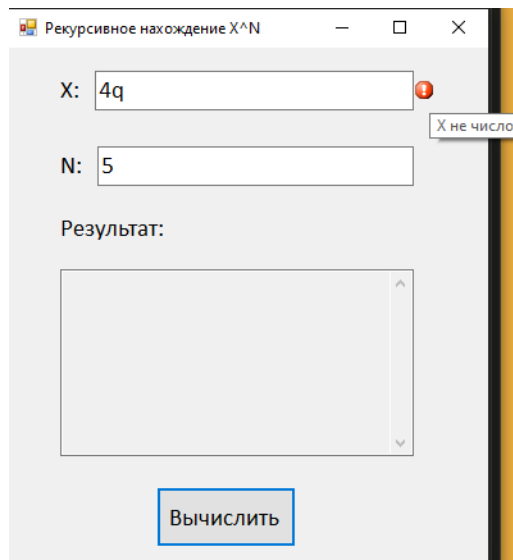 Рекурсивное нахождение X^N
X: 4q
X не число
N: 5
Результат:
Вычислить